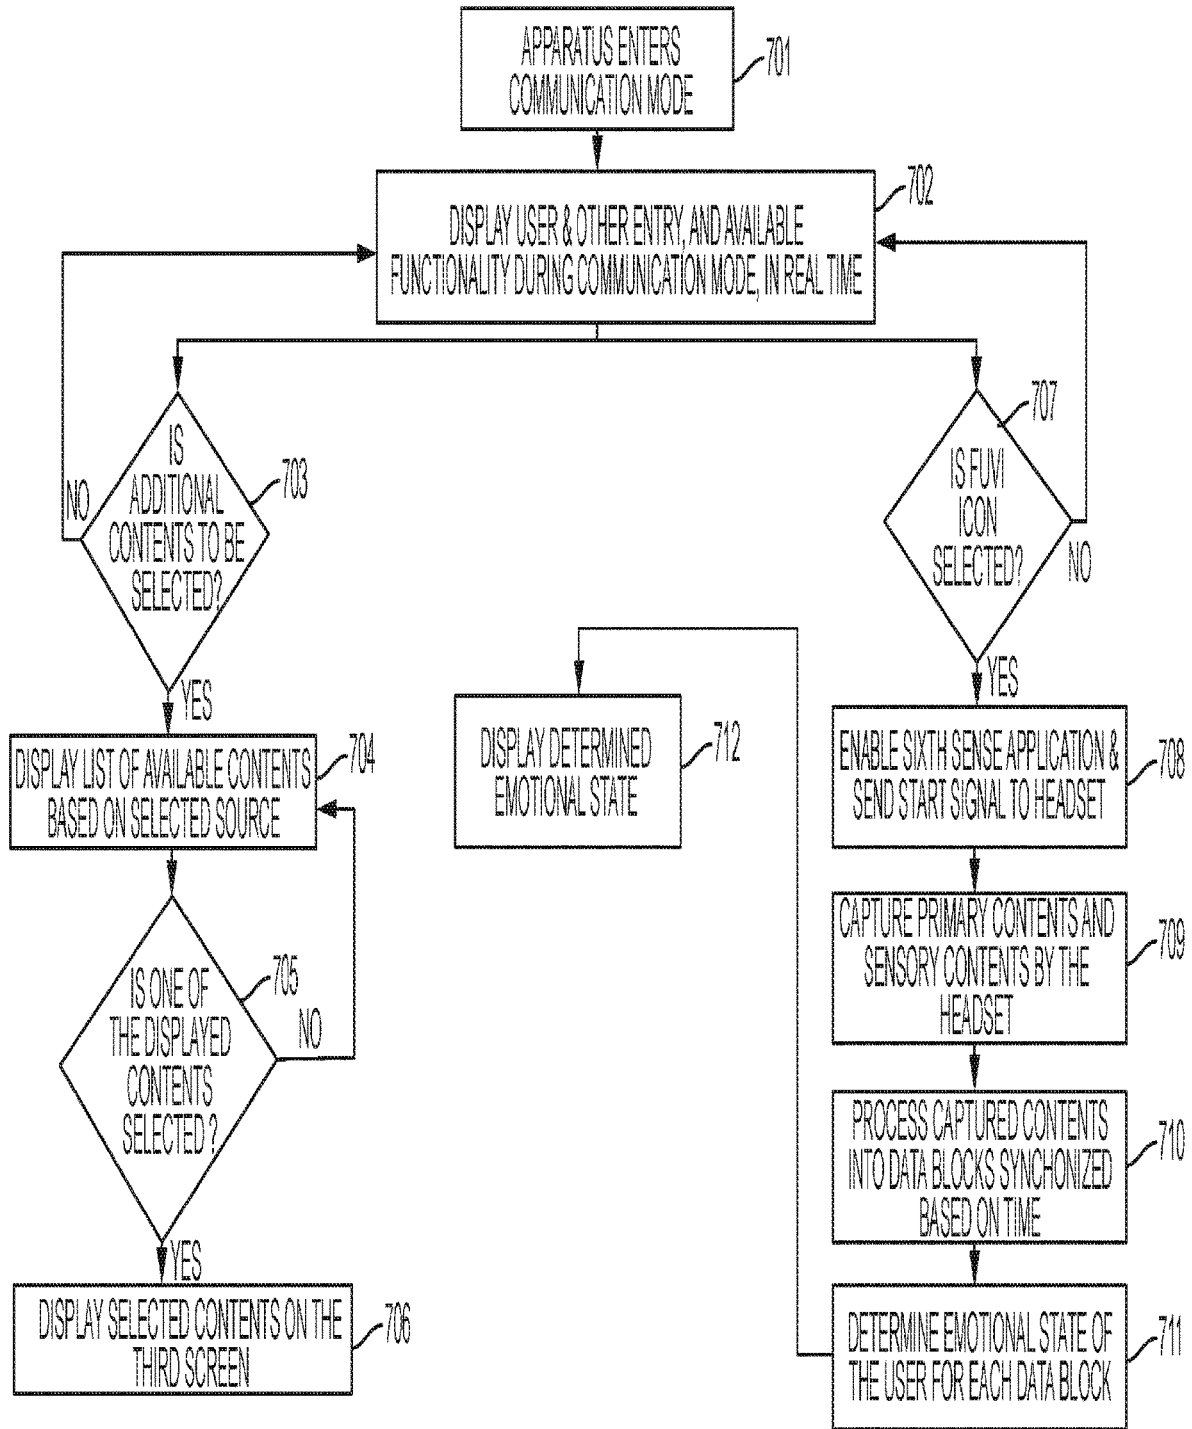 APPARATUS ENTERS
COMMUNICATION MODE
701
DISPLAY USER & OTHER ENTRY, AND AVAILABLE
FUNCTIONALITY DURING COMMUNICATION MODE, IN REAL TIME
702
IS
ADDITIONAL
CONTENTS TO BE
SELECTED?
703
NO
YES
DISPLAY LIST OF AVAILABLE CONTENTS
BASED ON SELECTED SOURCE
704
IS ONE OF
THE DISPLAYED
CONTENTS
SELECTED ?
705
NO
YES
DISPLAY SELECTED CONTENTS ON THE
THIRD SCREEN
706
IS FUVI
ICON
SELECTED?
707
NO
YES
ENABLE SIXTH SENSE APPLICATION &
SEND START SIGNAL TO HEADSET
708
CAPTURE PRIMARY CONTENTS AND
SENSORY CONTENTS BY THE
HEADSET
709
PROCESS CAPTURED CONTENTS
INTO DATA BLOCKS SYNCHONIZED
BASED ON TIME
710
DETERMINE EMOTIONAL STATE OF
THE USER FOR EACH DATA BLOCK
711
DISPLAY DETERMINED
EMOTIONAL STATE
712